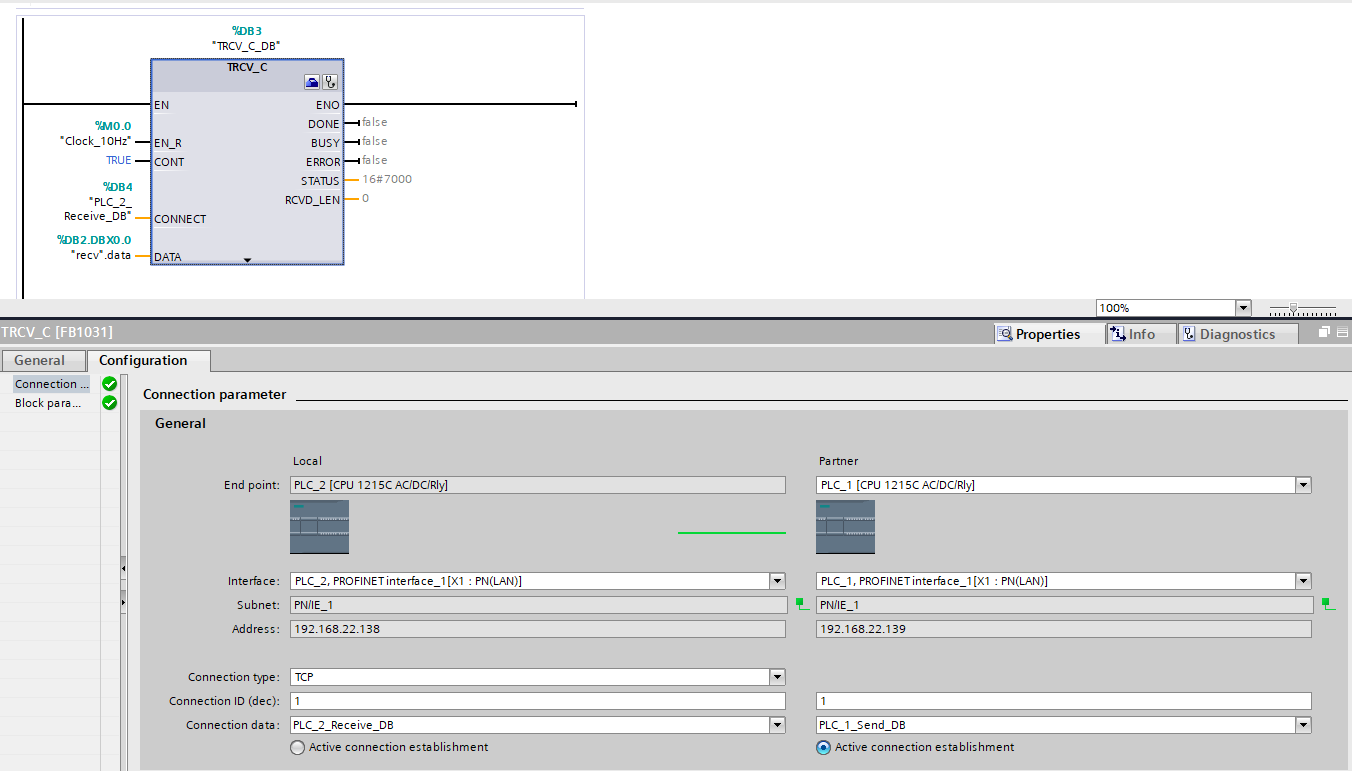 %DB3
"TRCV_C_DB"
TRCV_C
EN
ENO
DONE
false
%M0.0
"Clock_10Hz"
EN_R
BUSY
false
TRUE
CONT
ERROR
false
STATUS
16#7000
%DB4
"PLC_2_
Receive_DB"
CONNECT
RCVD_LEN
0
%DB2.DBX0.0
"recv".data
DATA
100%
TRCV_C [FB1031]
Properties
Info
Diagnostics
General
Configuration
Connection ...
Block para...
Connection parameter
General
Local
Partner
End point:
PLC_2 [CPU 1215C AC/DC/Rly]
PLC_1 [CPU 1215C AC/DC/Rly]
Interface:
PLC_2, PROFINET interface_1[X1 : PN(LAN)]
PLC_1, PROFINET interface_1[X1 : PN(LAN)]
Subnet:
PN/IE_1
PN/IE_1
Address:
192.168.22.138
192.168.22.139
Connection type:
TCP
Connection ID (dec):
1
1
Connection data:
PLC_2_Receive_DB
PLC_1_Send_DB
Active connection establishment
Active connection establishment